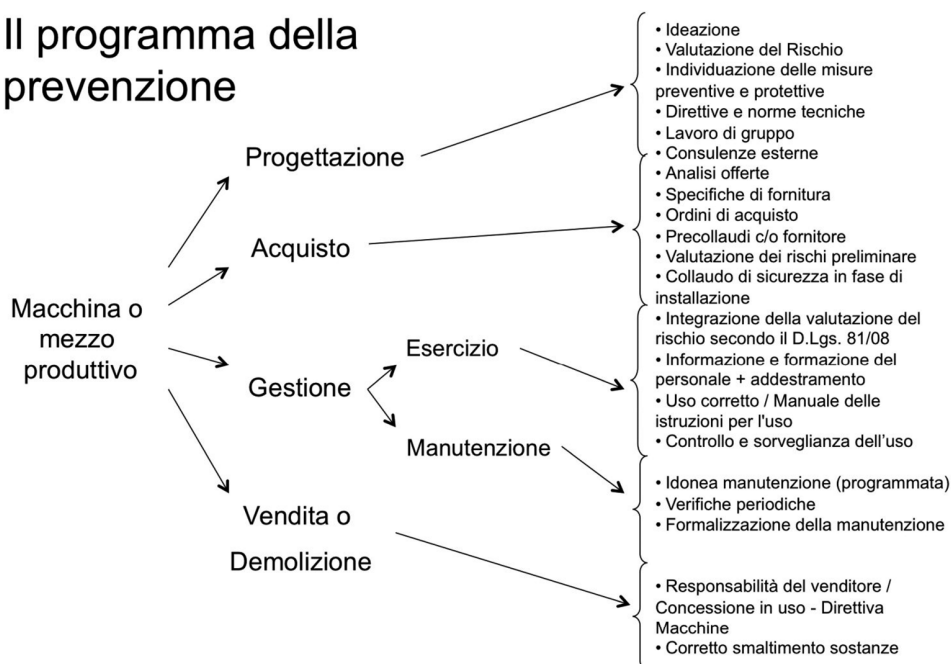 Il programma della
prevenzione
Macchina o
mezzo
produttivo
Progettazione
Acquisto
Gestione
Esercizio
Manutenzione
Vendita o
Demolizione
• Ideazione
• Valutazione del Rischio
• Individuazione delle misure
preventive e protettive
• Direttive e norme tecniche
• Lavoro di gruppo
• Consulenze esterne
• Analisi offerte
• Specifiche di fornitura
• Ordini di acquisto
• Precollaudi c/o fornitore
• Valutazione dei rischi preliminare
• Collaudo di sicurezza in fase di
installazione
• Integrazione della valutazione del
rischio secondo il D.Lgs. 81/08
• Informazione e formazione del
personale + addestramento
• Uso corretto / Manuale delle
istruzioni per l'uso
• Controllo e sorveglianza dell’uso
• Idonea manutenzione (programmata)
• Verifiche periodiche
• Formalizzazione della manutenzione
• Responsabilità del venditore /
Concessione in uso - Direttiva
Macchine
• Corretto smaltimento sostanze